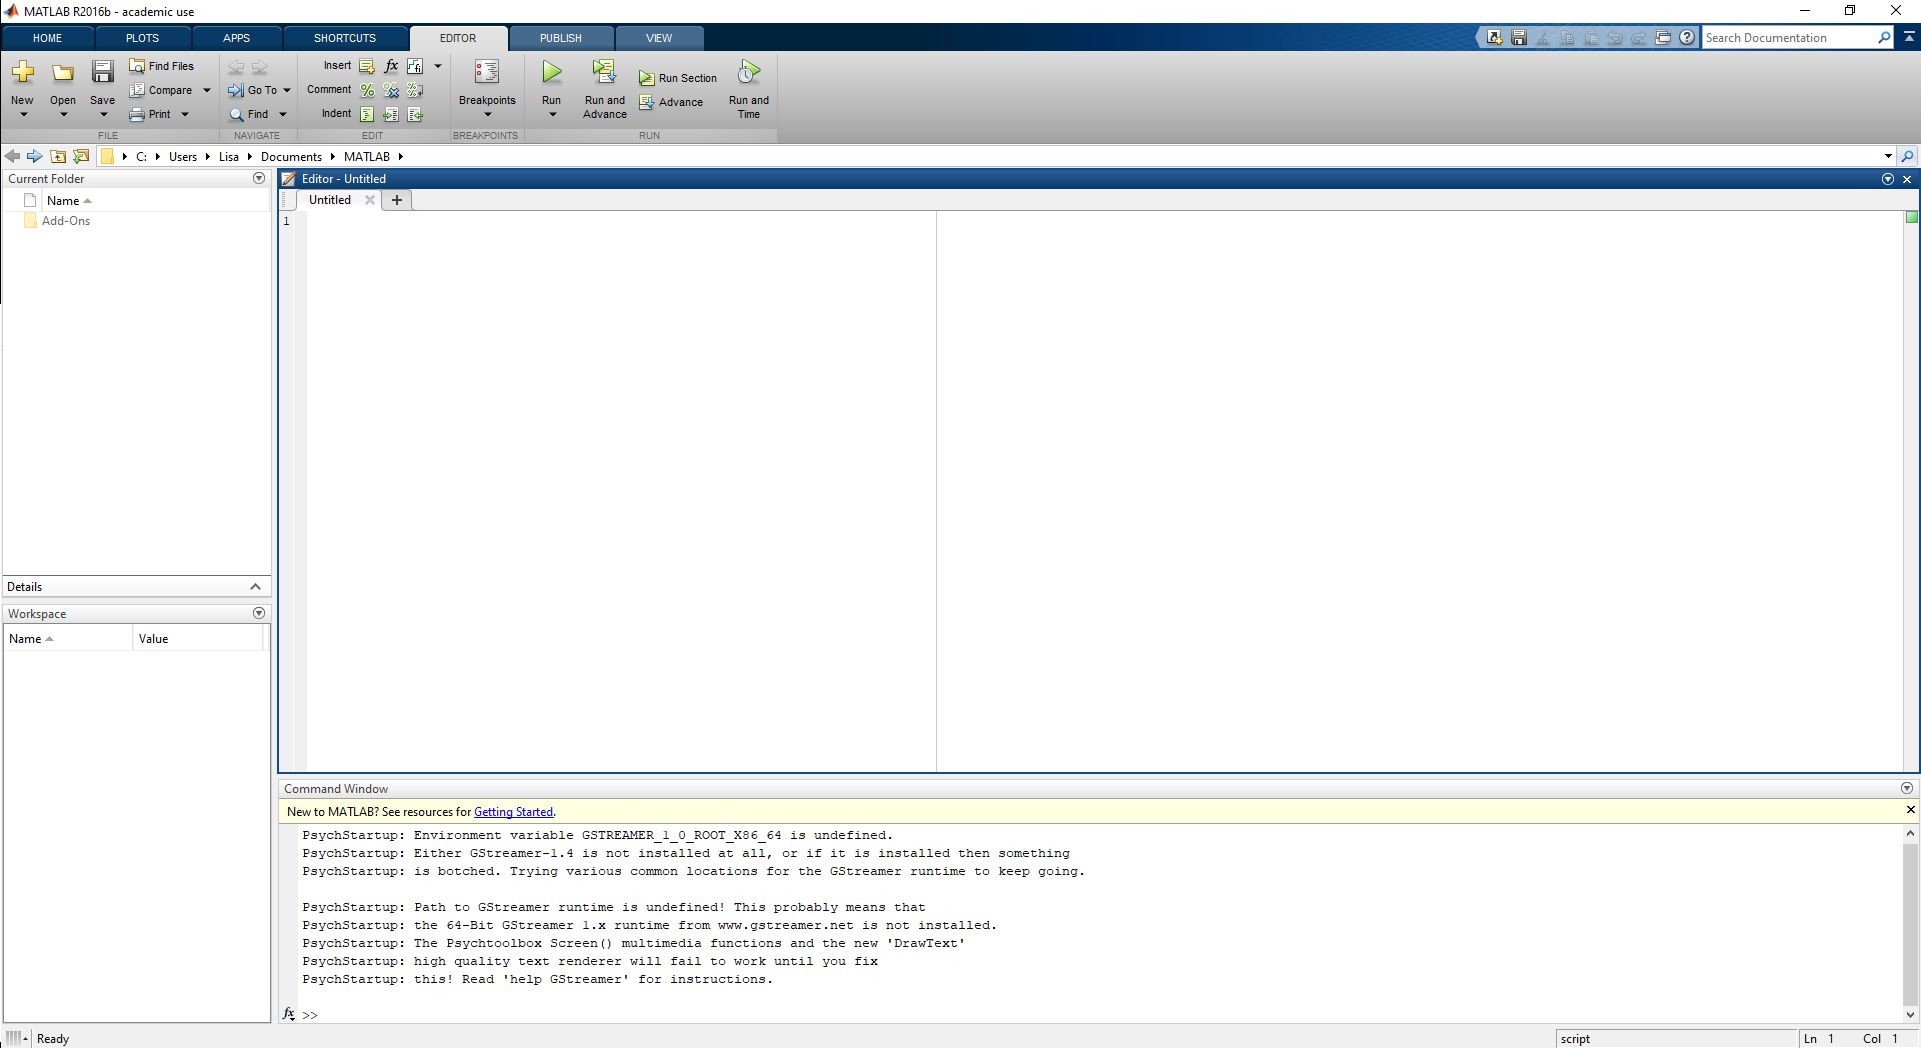 MATLAB R2016b - academic use
HOME PLOTS APPS SHORTCUTS EDITOR PUBLISH VIEW
Search Documentation
New
Open
Save
Find Files
Compare
Print
FILE
Go To
Find
NAVIGATE
Insert fx
Comment
Indent
EDIT
Breakpoints
BREAKPOINTS
Run
Run and
Advance
Run Section
Advance
Run and
Time
RUN
C: Users Lisa Documents MATLAB
Current Folder
Name
Add-Ons
Details
Workspace
Name Value
Editor - Untitled
Untitled
1
Command Window
New to MATLAB? See resources for Getting Started.
PsychStartup: Environment variable GSTREAMER_1_0_ROOT_X86_64 is undefined.
PsychStartup: Either GStreamer-1.4 is not installed at all, or if it is installed then something
PsychStartup: is botched. Trying various common locations for the GStreamer runtime to keep going.
PsychStartup: Path to GStreamer runtime is undefined! This probably means that
PsychStartup: the 64-Bit GStreamer 1.x runtime from www.gstreamer.net is not installed.
PsychStartup: The Psychtoolbox Screen() multimedia functions and the new 'DrawText'
PsychStartup: high quality text renderer will fail to work until you fix
PsychStartup: this! Read 'help GStreamer' for instructions.
fx >>
Ready
script
Ln 1 Col 1